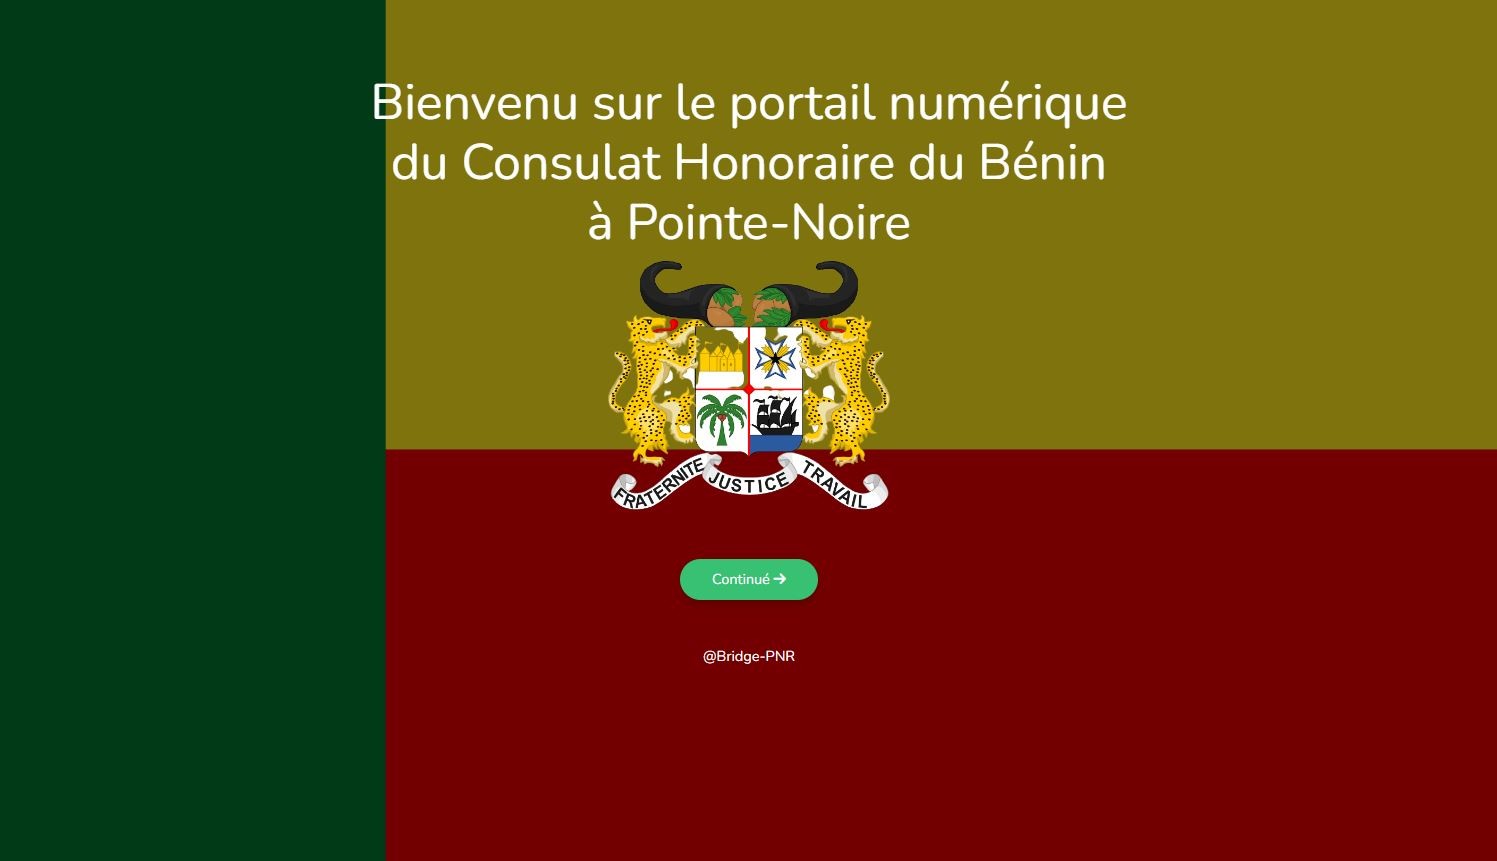 Bienvenu sur le portail numérique
du Consulat Honoraire du Bénin
à Pointe-Noire
FRATERNITE JUSTICE TRAVAIL
Continué →
@Bridge-PNR